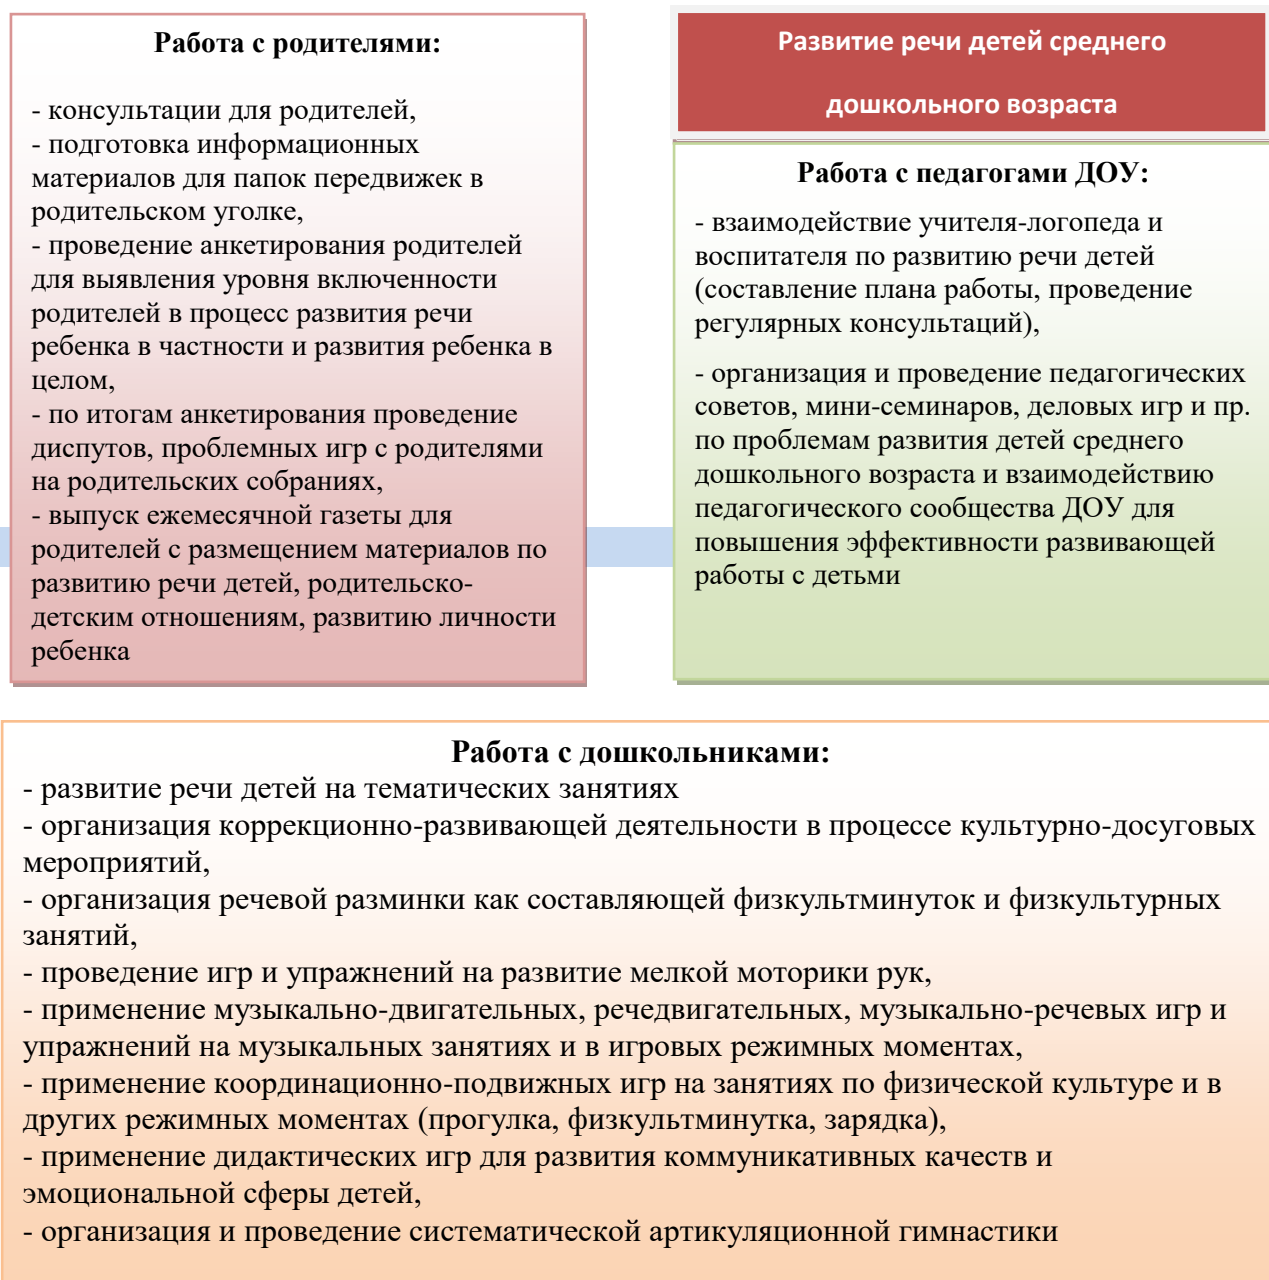 Работа с родителями:
- консультации для родителей,
- подготовка информационных
материалов для папок передвижек в
родительском уголке,
- проведение анкетирования родителей
для выявления уровня включенности
родителей в процесс развития речи
ребенка в частности и развития ребенка в
целом,
- по итогам анкетирования проведение
диспутов, проблемных игр с родителями
на родительских собраниях,
- выпуск ежемесячной газеты для
родителей с размещением материалов по
развитию речи детей, родительско-
детским отношениям, развитию личности
ребенка
Развитие речи детей среднего
дошкольного возраста
Работа с педагогами ДОУ:
- взаимодействие учителя-логопеда и
воспитателя по развитию речи детей
(составление плана работы, проведение
регулярных консультаций),
- организация и проведение педагогических
советов, мини-семинаров, деловых игр и пр.
по проблемам развития детей среднего
дошкольного возраста и взаимодействию
педагогического сообщества ДОУ для
повышения эффективности развивающей
работы с детьми
Работа с дошкольниками:
- развитие речи детей на тематических занятиях
- организация коррекционно-развивающей деятельности в процессе культурно-досуговых
мероприятий,
- организация речевой разминки как составляющей физкультминуток и физкультурных
занятий,
- проведение игр и упражнений на развитие мелкой моторики рук,
- применение музыкально-двигательных, речедвигательных, музыкально-речевых игр и
упражнений на музыкальных занятиях и в игровых режимных моментах,
- применение координационно-подвижных игр на занятиях по физической культуре и в
других режимных моментах (прогулка, физкультминутка, зарядка),
- применение дидактических игр для развития коммуникативных качеств и
эмоциональной сферы детей,
- организация и проведение систематической артикуляционной гимнастики